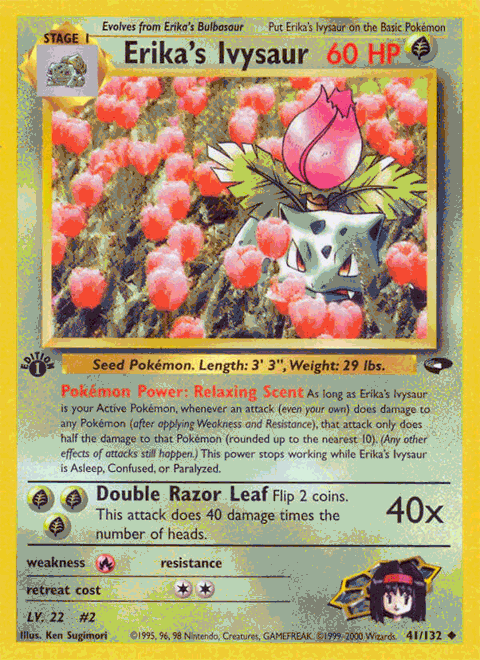 Evolves from Erika's Bulbasaur Put Erika's Ivysaur on the Basic Pokémon
STAGE 1
Erika's Ivysaur 60 HP
EDITION
1
Seed Pokémon. Length: 3' 3", Weight: 29 lbs.
Pokémon Power: Relaxing Scent As long as Erika's Ivysaur
is your Active Pokémon, whenever an attack (even your own) does damage to
any Pokémon (after applying Weakness and Resistance), that attack only does
half the damage to that Pokémon (rounded up to the nearest 10). (Any other
effects of attacks still happen.) This power stops working while Erika's Ivysaur
is Asleep, Confused, or Paralyzed.
Double Razor Leaf Flip 2 coins.
This attack does 40 damage times the
number of heads.
40x
weakness resistance
retreat cost
LV. 22 #2
Illus. Ken Sugimori ©1995, 96, 98 Nintendo, Creatures, GAMEFREAK. ©1999-2000 Wizards. 41/132